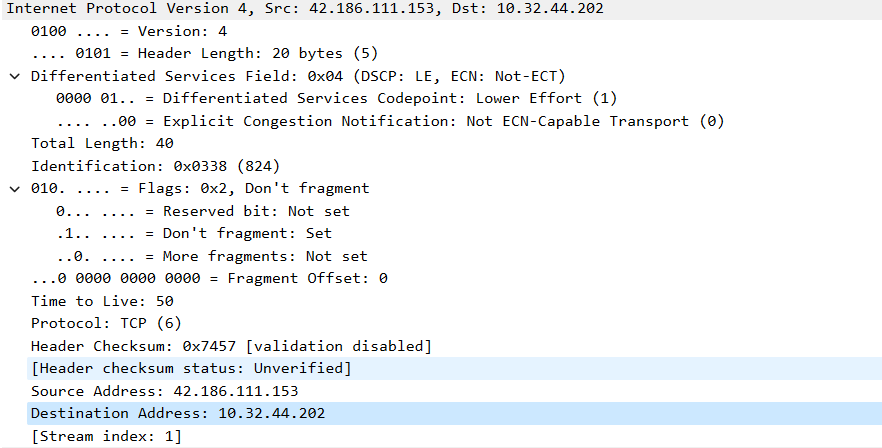 Internet Protocol Version 4, Src: 42.186.111.153, Dst: 10.32.44.202
0100 .... = Version: 4
.... 0101 = Header Length: 20 bytes (5)
Differentiated Services Field: 0x04 (DSCP: LE, ECN: Not-ECT)
0000 01.. = Differentiated Services Codepoint: Lower Effort (1)
.... ..00 = Explicit Congestion Notification: Not ECN-Capable Transport (0)
Total Length: 40
Identification: 0x0338 (824)
010. .... = Flags: 0x2, Don't fragment
0... .... = Reserved bit: Not set
.1.. .... = Don't fragment: Set
..0. .... = More fragments: Not set
...0 0000 0000 0000 = Fragment Offset: 0
Time to Live: 50
Protocol: TCP (6)
Header Checksum: 0x7457 [validation disabled]
[Header checksum status: Unverified]
Source Address: 42.186.111.153
Destination Address: 10.32.44.202
[Stream index: 1]